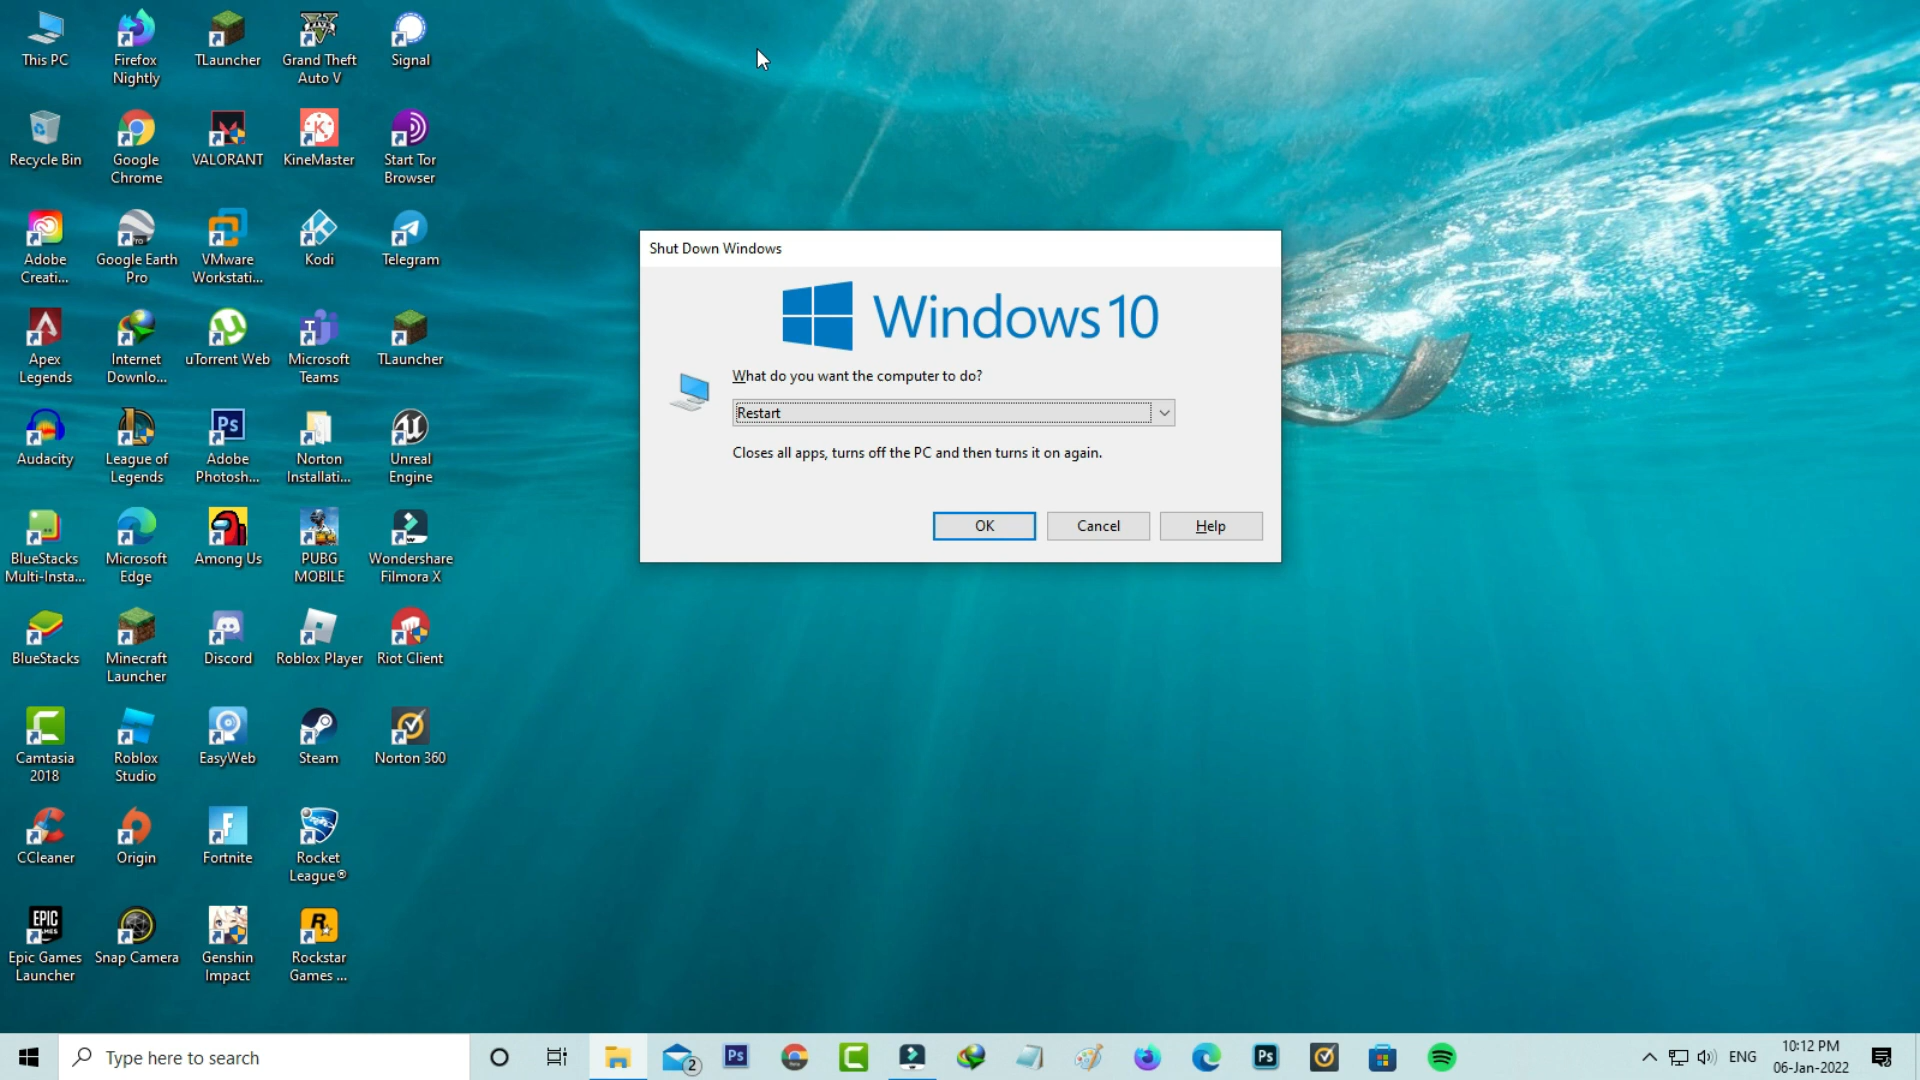 This PC
Firefox
Nightly
TLauncher
Grand Theft
Auto V
Signal
Recycle Bin
Google
Chrome
VALORANT
KineMaster
Start Tor
Browser
Adobe
Creati...
Google Earth
Pro
VMware
Workstati...
Kodi
Telegram
Apex
Legends
Internet
Downlo...
uTorrent Web
Microsoft
Teams
TLauncher
Audacity
League of
Legends
Ps
Adobe
Photosh...
Norton
Installati...
Unreal
Engine
BlueStacks
Multi-Insta...
Microsoft
Edge
Among Us
PUBG
MOBILE
Wondershare
Filmora X
BlueStacks
Minecraft
Launcher
Discord
Roblox Player
Riot Client
Camtasia
2018
Roblox
Studio
EasyWeb
Steam
Norton 360
CCleaner
Origin
Fortnite
Rocket
League®
EPIC
GAMES
Epic Games
Launcher
Snap Camera
Genshin
Impact
Rockstar
Games ...
Shut Down Windows
Windows 10
What do you want the computer to do?
Restart
Closes all apps, turns off the PC and then turns it on again.
OK
Cancel
Help
Type here to search
2
Ps
Ps
ENG
10:12 PM
06-Jan-2022